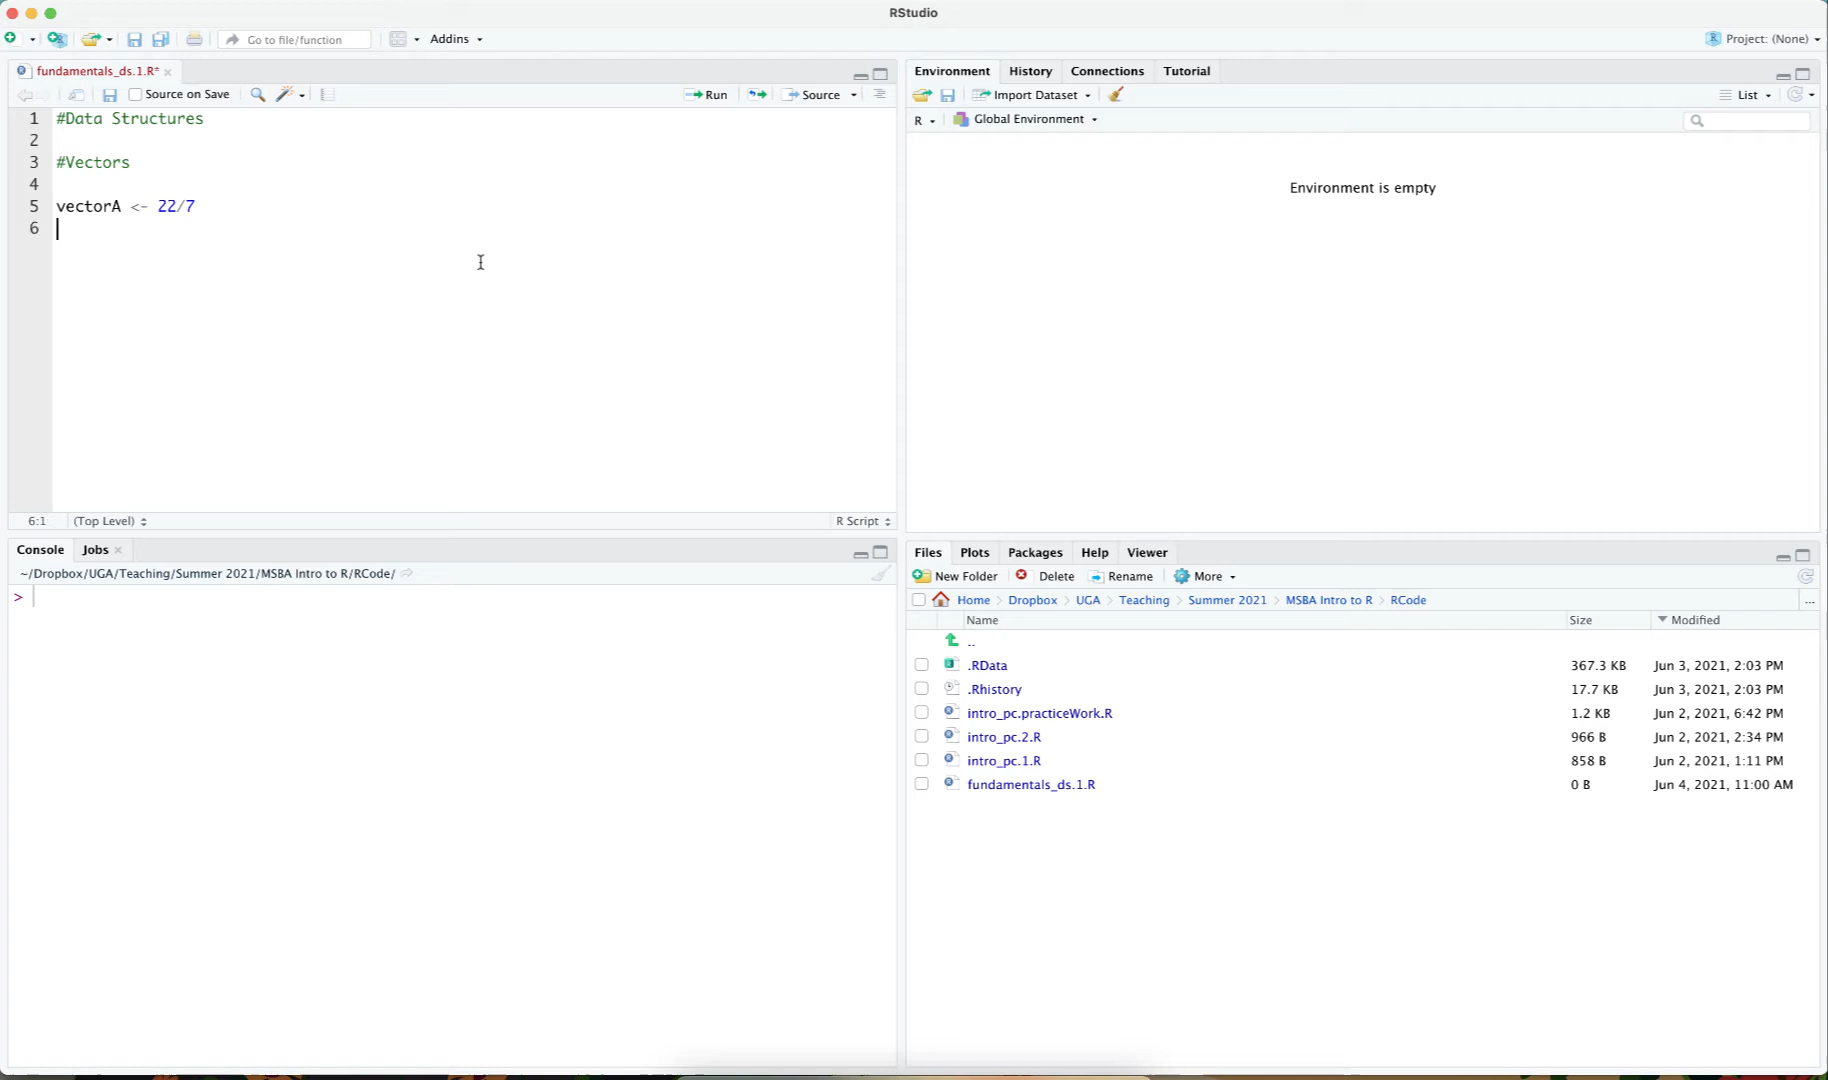 RStudio
Go to file/function
Addins
Project: (None)
fundamentals_ds.1.R*
Source on Save
Run
Source
1 #Data Structures
2
3 #Vectors
4
5 vectorA <- 22/7
6
6:1 (Top Level) R Script
Console Jobs
~/Dropbox/UGA/Teaching/Summer 2021/MSBA Intro to R/RCode/
>
Environment History Connections Tutorial
Import Dataset
List
R Global Environment
Environment is empty
Files Plots Packages Help Viewer
New Folder Delete Rename More
Home Dropbox UGA Teaching Summer 2021 MSBA Intro to R RCode ...
Name Size Modified
..
.RData 367.3 KB Jun 3, 2021, 2:03 PM
.Rhistory 17.7 KB Jun 3, 2021, 2:03 PM
intro_pc.practiceWork.R 1.2 KB Jun 2, 2021, 6:42 PM
intro_pc.2.R 966 B Jun 2, 2021, 2:34 PM
intro_pc.1.R 858 B Jun 2, 2021, 1:11 PM
fundamentals_ds.1.R 0 B Jun 4, 2021, 11:00 AM